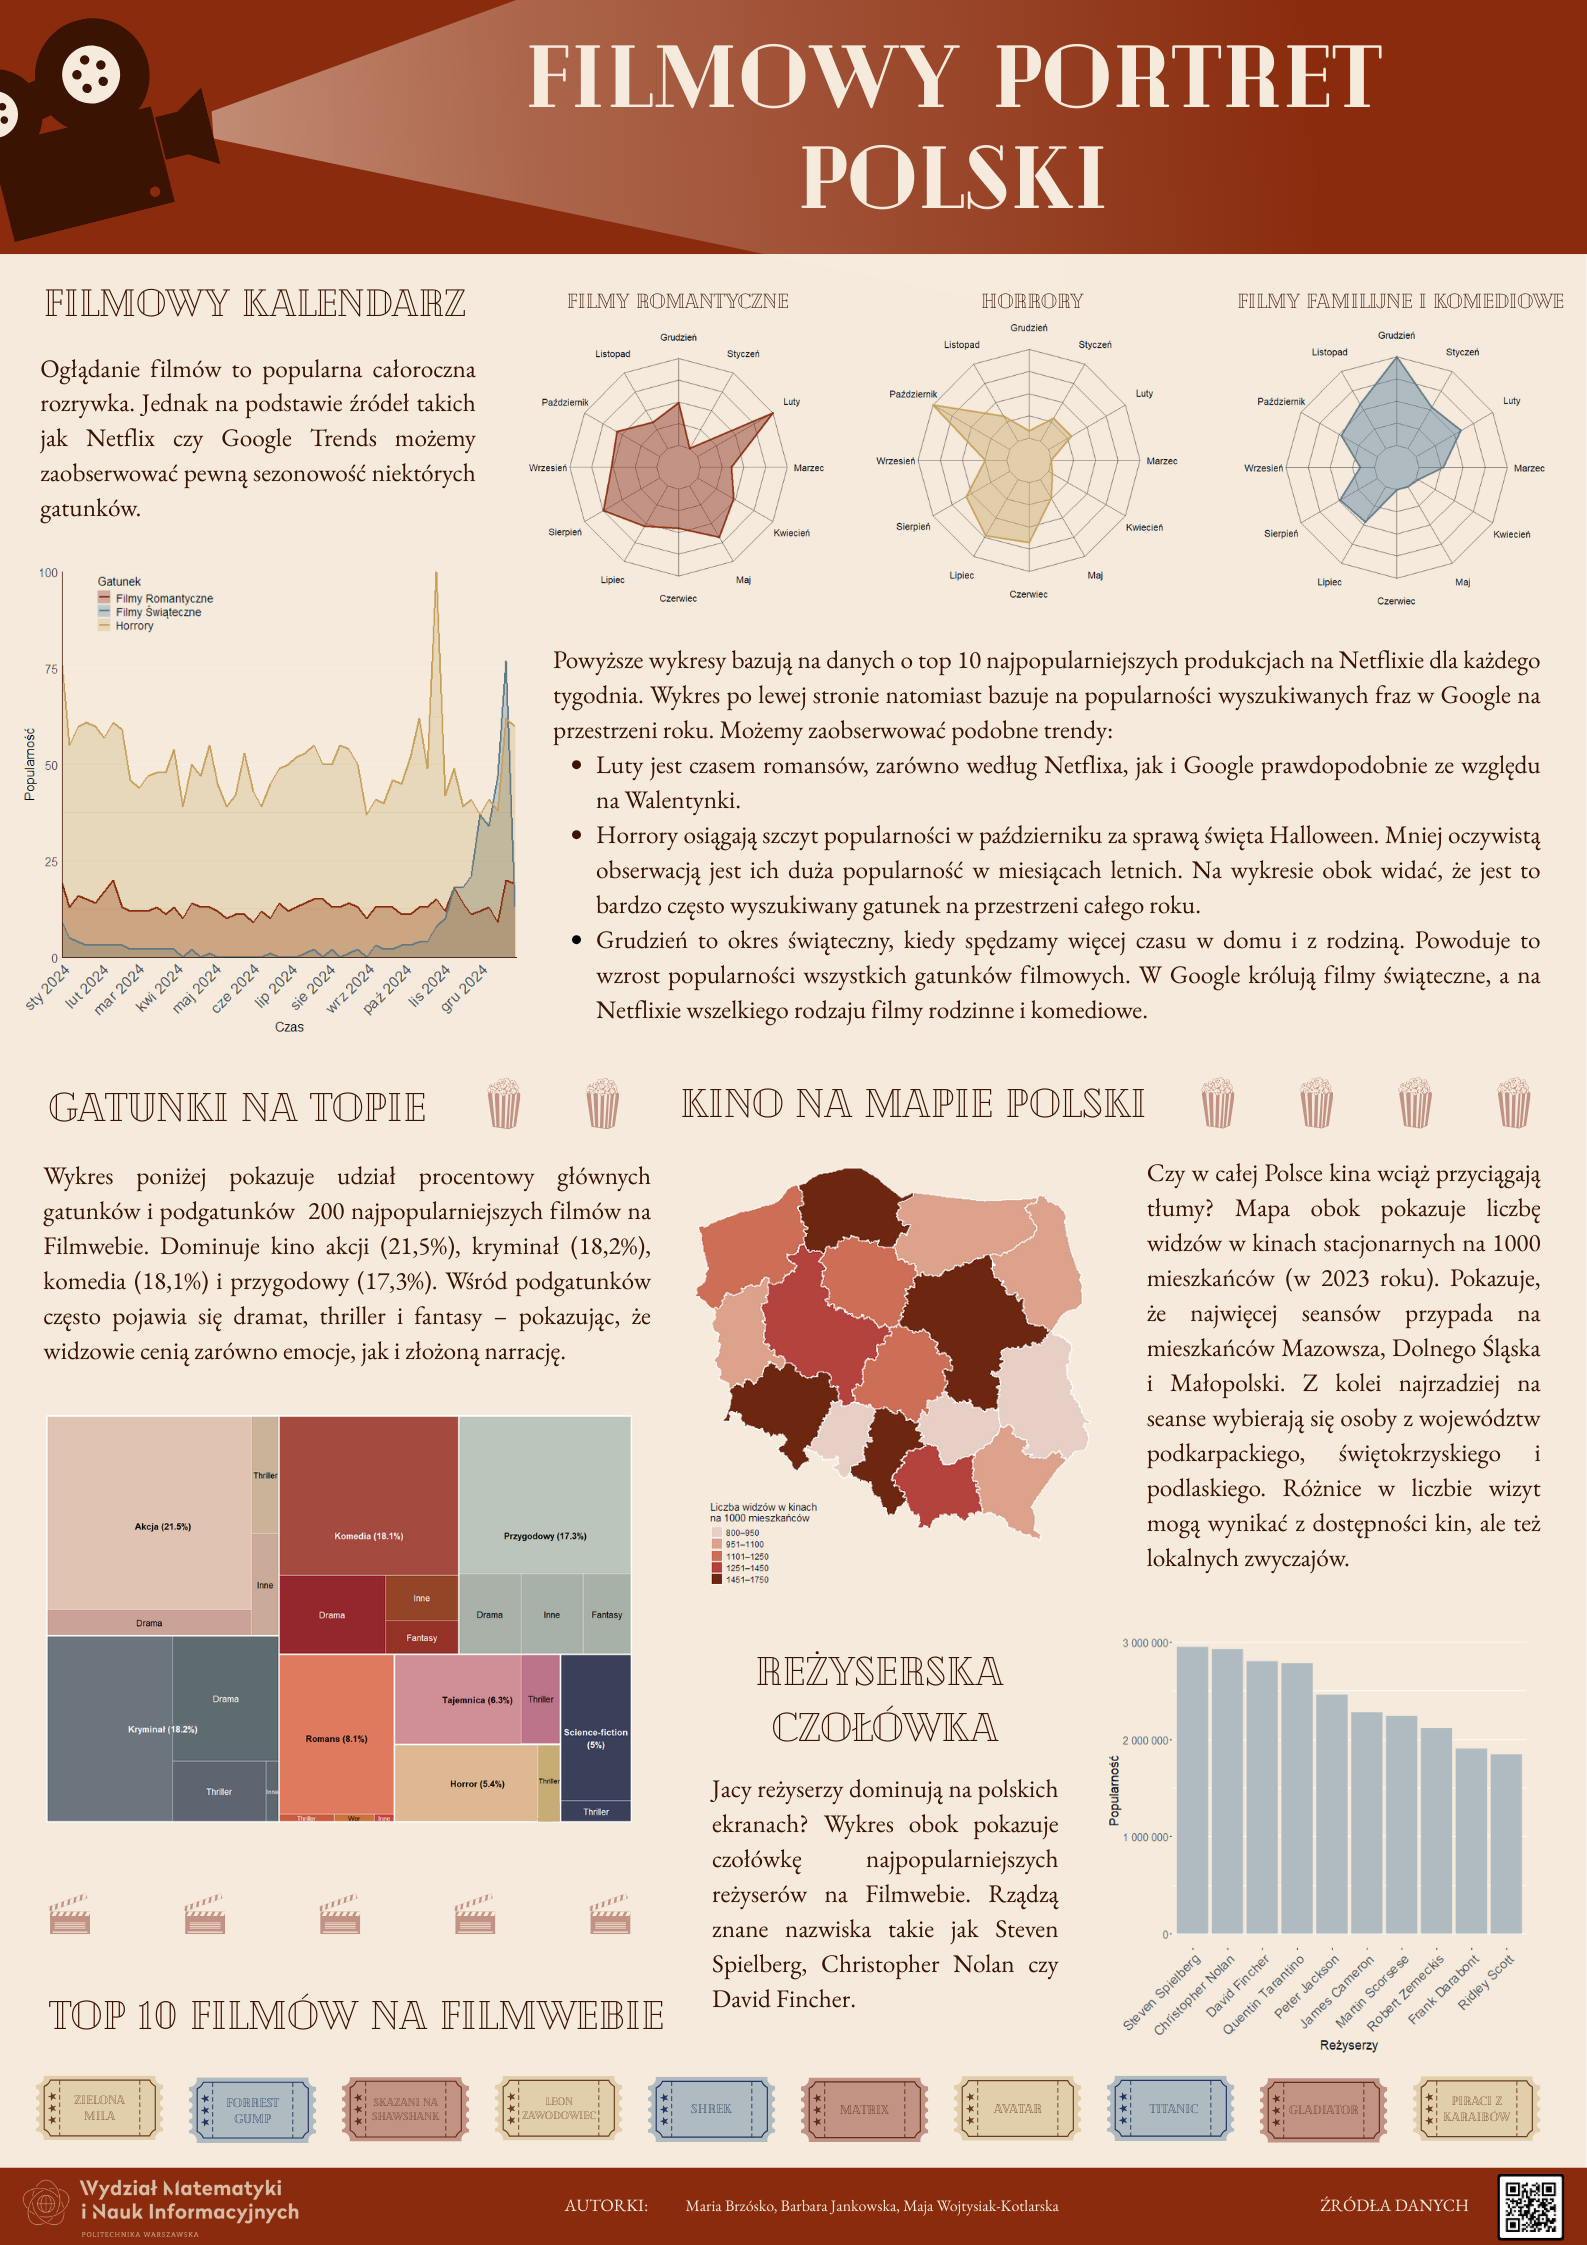 FILMOWY PORTRET
POLSKI
FILMOWY KALENDARZ
Oglądanie filmów to popularna całoroczna
rozrywka. Jednak na podstawie źródeł takich
jak Netflix czy Google Trends możemy
zaobserwować pewną sezonowość niektórych
gatunków.
FILMY ROMANTYCZNE
Grudzień
Styczeń
Luty
Marzec
Kwiecień
Maj
Czerwiec
Lipiec
Sierpień
Wrzesień
Październik
Listopad
HORRORY
Grudzień
Styczeń
Luty
Marzec
Kwiecień
Maj
Czerwiec
Lipiec
Sierpień
Wrzesień
Październik
Listopad
FILMY FAMILIJNE I KOMEDIOWE
Grudzień
Styczeń
Luty
Marzec
Kwiecień
Maj
Czerwiec
Lipiec
Sierpień
Wrzesień
Październik
Listopad
Gatunek
Filmy Romantyczne
Filmy Świąteczne
Horrory
Popularność
100
75
50
25
0
sty 2024
lut 2024
mar 2024
kwi 2024
maj 2024
cze 2024
lip 2024
sie 2024
wrz 2024
paź 2024
lis 2024
gru 2024
Czas
Powyższe wykresy bazują na danych o top 10 najpopularniejszych produkcjach na Netflixie dla każdego
tygodnia. Wykres po lewej stronie natomiast bazuje na popularności wyszukiwanych fraz w Google na
przestrzeni roku. Możemy zaobserwować podobne trendy:
• Luty jest czasem romansów, zarówno według Netflixa, jak i Google prawdopodobnie ze względu
na Walentynki.
• Horrory osiągają szczyt popularności w październiku za sprawą święta Halloween. Mniej oczywistą
obserwacją jest ich duża popularność w miesiącach letnich. Na wykresie obok widać, że jest to
bardzo często wyszukiwany gatunek na przestrzeni całego roku.
• Grudzień to okres świąteczny, kiedy spędzamy więcej czasu w domu i z rodziną. Powoduje to
wzrost popularności wszystkich gatunków filmowych. W Google królują filmy świąteczne, a na
Netflixie wszelkiego rodzaju filmy rodzinne i komediowe.
GATUNKI NA TOPIE
Wykres poniżej pokazuje udział procentowy głównych
gatunków i podgatunków 200 najpopularniejszych filmów na
Filmwebie. Dominuje kino akcji (21,5%), kryminał (18,2%),
komedia (18,1%) i przygodowy (17,3%). Wśród podgatunków
często pojawia się dramat, thriller i fantasy – pokazując, że
widzowie cenią zarówno emocje, jak i złożoną narrację.
Akcja (21.5%)
Thriller
Inne
Drama
Komedia (18.1%)
Drama
Inne
Fantasy
Przygodowy (17.3%)
Drama
Inne
Fantasy
Kryminał (18.2%)
Drama
Thriller
Inne
Romans (8.1%)
Thriller
War
Inne
Tajemnica (6.3%)
Thriller
Horror (5.4%)
Thriller
Science-fiction
(5%)
Thriller
KINO NA MAPIE POLSKI
Liczba widzów w kinach
na 1000 mieszkańców
800–950
951–1100
1101–1250
1251–1450
1451–1750
Czy w całej Polsce kina wciąż przyciągają
tłumy? Mapa obok pokazuje liczbę
widzów w kinach stacjonarnych na 1000
mieszkańców (w 2023 roku). Pokazuje,
że najwięcej seansów przypada na
mieszkańców Mazowsza, Dolnego Śląska
i Małopolski. Z kolei najrzadziej na
seanse wybierają się osoby z województw
podkarpackiego, świętokrzyskiego i
podlaskiego. Różnice w liczbie wizyt
mogą wynikać z dostępności kin, ale też
lokalnych zwyczajów.
REŻYSERSKA
CZOŁÓWKA
Jacy reżyserzy dominują na polskich
ekranach? Wykres obok pokazuje
czołówkę najpopularniejszych
reżyserów na Filmwebie. Rządzą
znane nazwiska takie jak Steven
Spielberg, Christopher Nolan czy
David Fincher.
Popularność
3 000 000
2 000 000
1 000 000
0
Steven Spielberg
Christopher Nolan
David Fincher
Quentin Tarantino
Peter Jackson
James Cameron
Martin Scorsese
Robert Zemeckis
Frank Darabont
Ridley Scott
Reżyserzy
TOP 10 FILMÓW NA FILMWEBIE
ZIELONA
MILA
FORREST
GUMP
SKAZANI NA
SHAWSHANK
LEON
ZAWODOWIEC
SHREK
MATRIX
AVATAR
TITANIC
GLADIATOR
PIRACI Z
KARAIBÓW
Wydział Matematyki
i Nauk Informacyjnych
POLITECHNIKA WARSZAWSKA
AUTORKI: Maria Brzósko, Barbara Jankowska, Maja Wojtysiak-Kotlarska
ŹRÓDŁA DANYCH